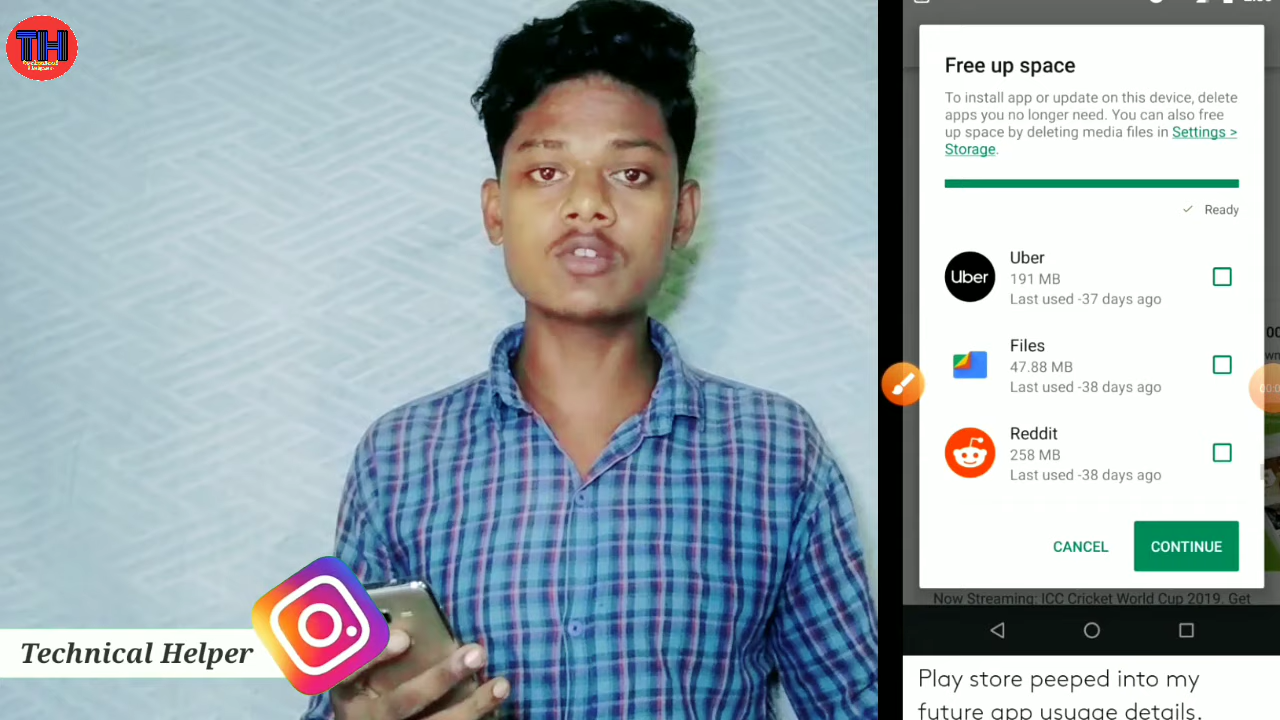 TH
Technical Helper
Free up space
To install app or update on this device, delete
apps you no longer need. You can also free
up space by deleting media files in Settings >
Storage.
Ready
Uber
Uber
191 MB
Last used -37 days ago
Files
47.88 MB
Last used -38 days ago
Reddit
258 MB
Last used -38 days ago
CANCEL
CONTINUE
Now Streaming: ICC Cricket World Cup 2019. Get
Play store peeped into my
future app usuage details.